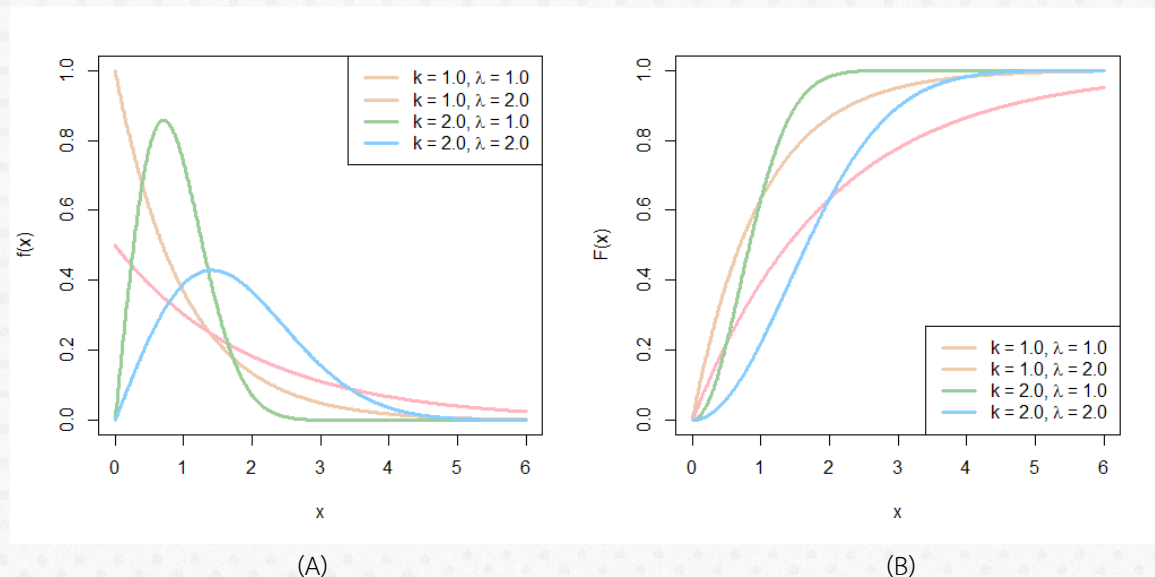 k = 1.0, λ = 1.0
k = 1.0, λ = 2.0
k = 2.0, λ = 1.0
k = 2.0, λ = 2.0
f(x)
0.0 0.2 0.4 0.6 0.8 1.0
0 1 2 3 4 5 6
x
(A)
F(x)
0.0 0.2 0.4 0.6 0.8 1.0
k = 1.0, λ = 1.0
k = 1.0, λ = 2.0
k = 2.0, λ = 1.0
k = 2.0, λ = 2.0
0 1 2 3 4 5 6
x
(B)